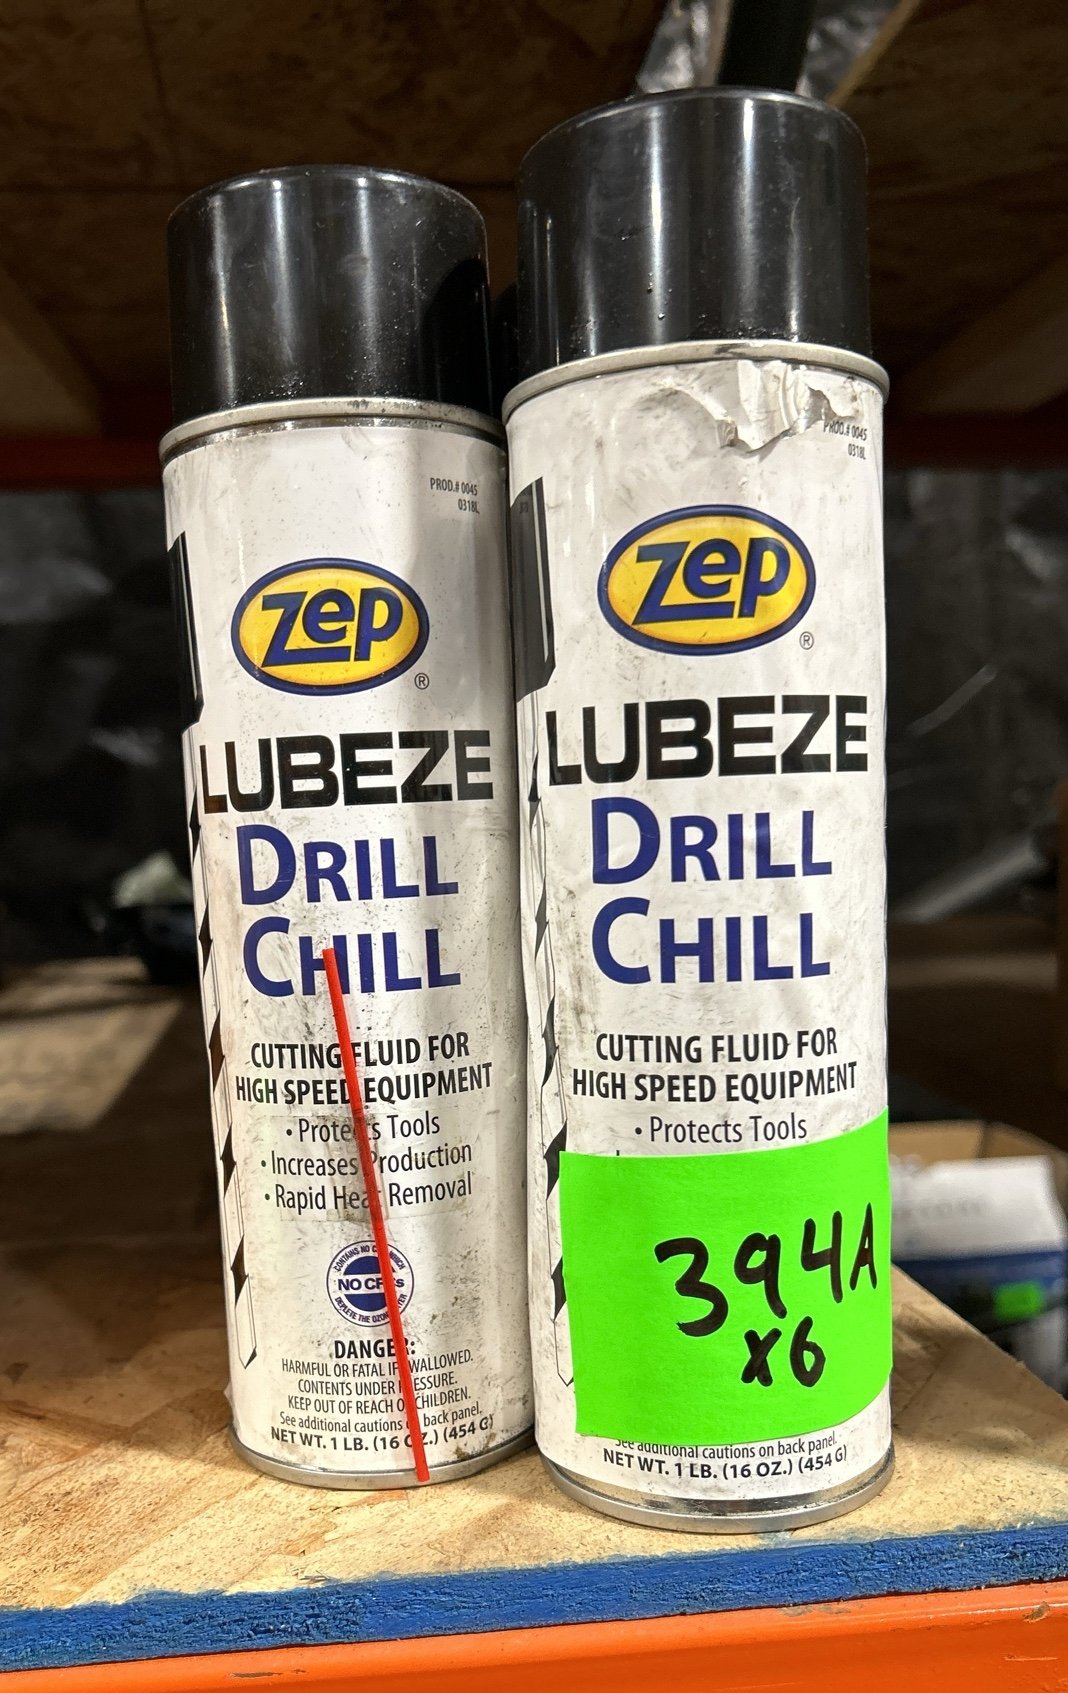 PROD.# 0045
0318L
Zep
®
LUBEZE
DRILL
CHILL
CUTTING FLUID FOR
HIGH SPEED EQUIPMENT
• Protects Tools
• Increases Production
• Rapid Heat Removal
NO CFC's
DANGER:
HARMFUL OR FATAL IF SWALLOWED.
CONTENTS UNDER PRESSURE.
KEEP OUT OF REACH OF CHILDREN.
See additional cautions on back panel.
NET WT. 1 LB. (16 OZ.) (454 G)
PROD.# 0045
0318L
Zep
®
LUBEZE
DRILL
CHILL
CUTTING FLUID FOR
HIGH SPEED EQUIPMENT
• Protects Tools
394A
x6
See additional cautions on back panel.
NET WT. 1 LB. (16 OZ.) (454 G)